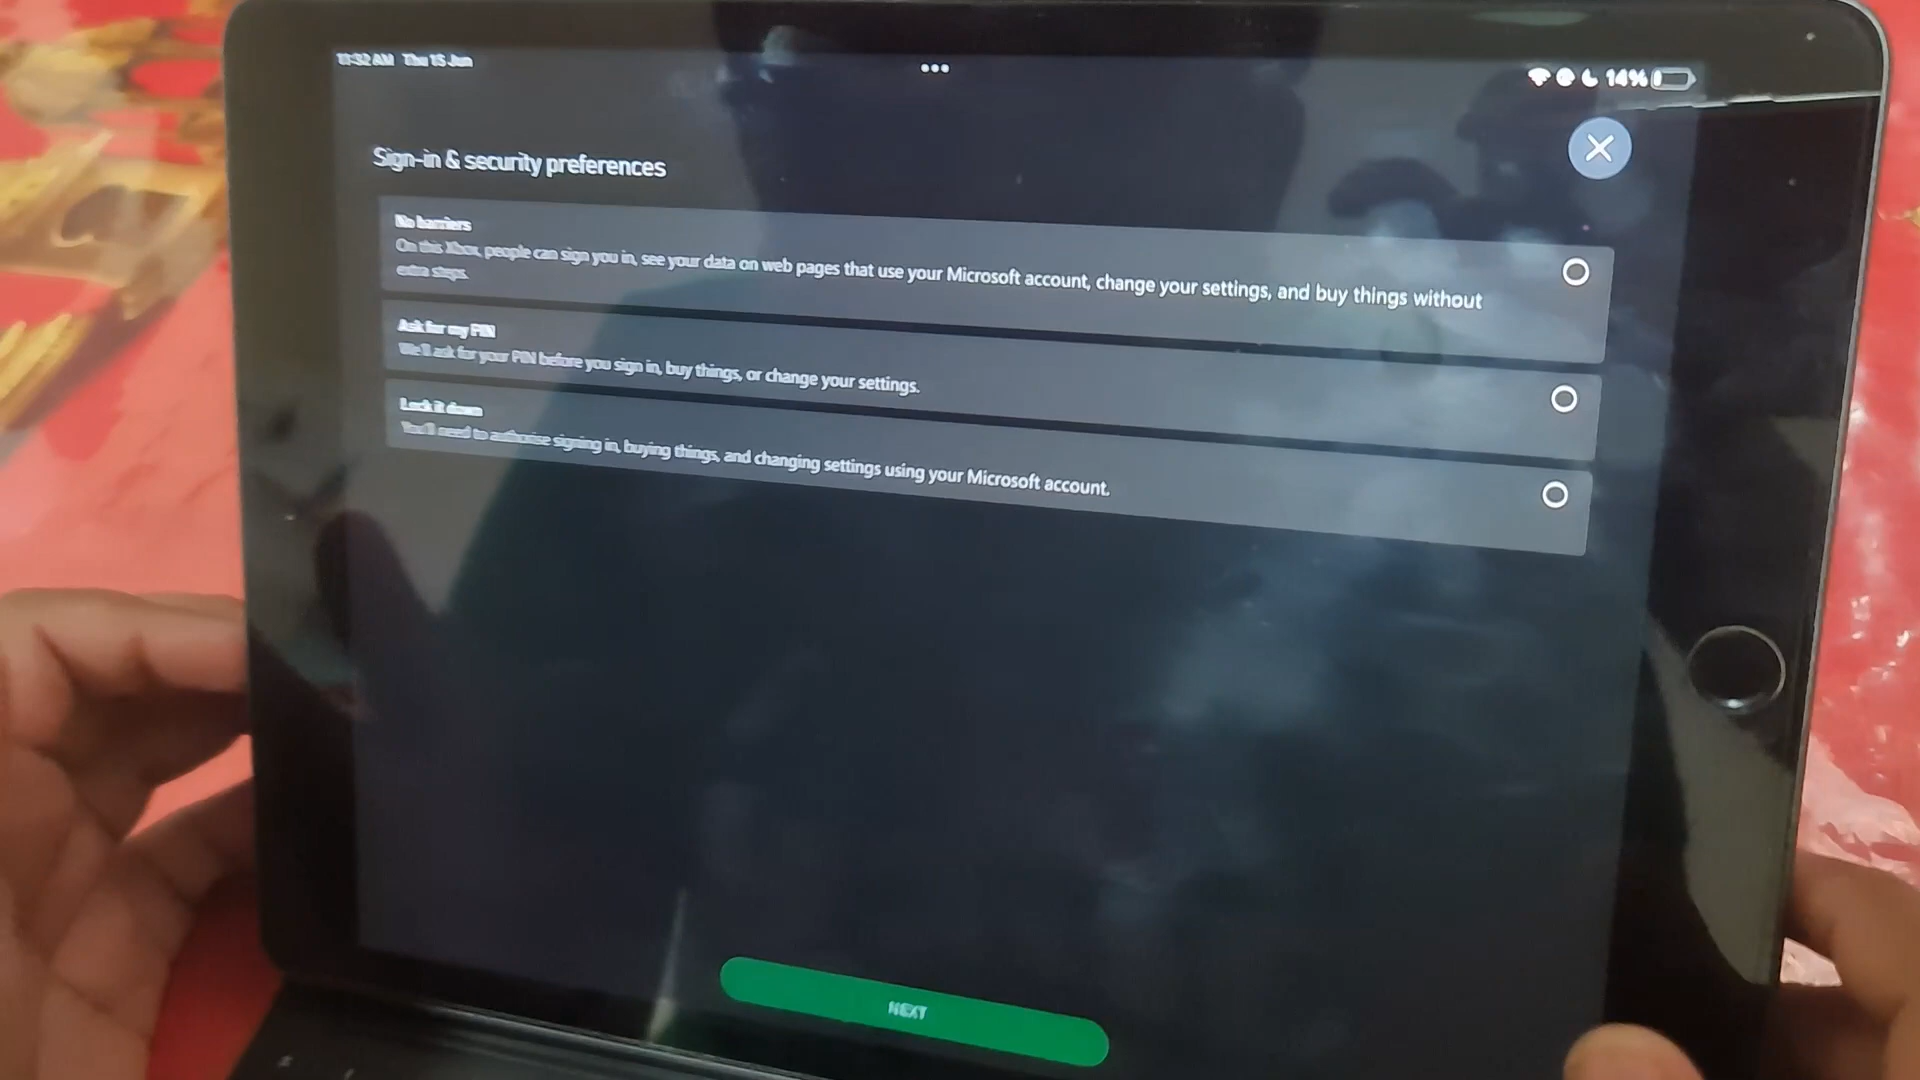 11:32 AM Thu 15 Jun
14%
Sign-in & security preferences
No barriers
On this Xbox, people can sign you in, see your data on web pages that use your Microsoft account, change your settings, and buy things without
extra steps.
Ask for my PIN
We'll ask for your PIN before you sign in, buy things, or change your settings.
Lock it down
You'll need to authorise signing in, buying things, and changing settings using your Microsoft account.
NEXT